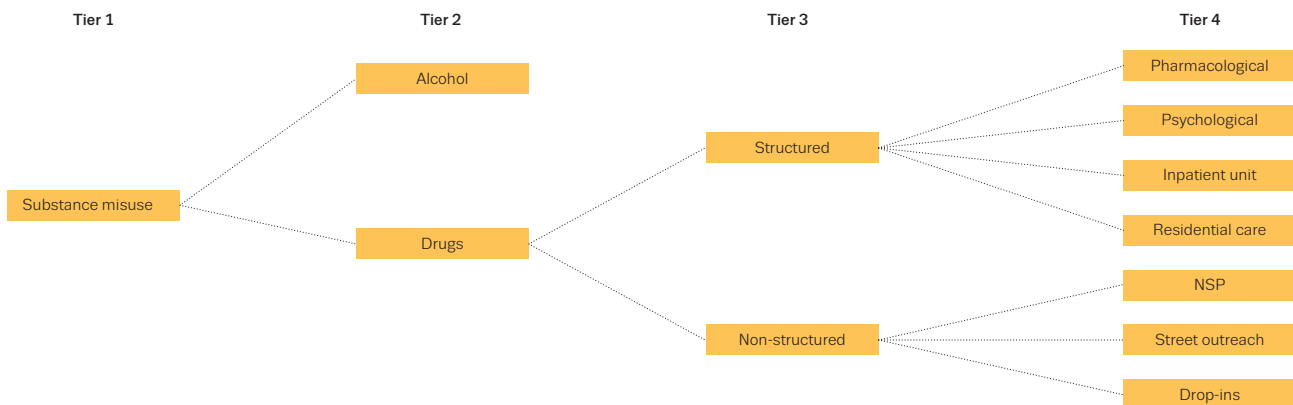 Tier 1
Tier 2
Tier 3
Tier 4
Substance misuse
Alcohol
Drugs
Structured
Non-structured
Pharmacological
Psychological
Inpatient unit
Residential care
NSP
Street outreach
Drop-ins